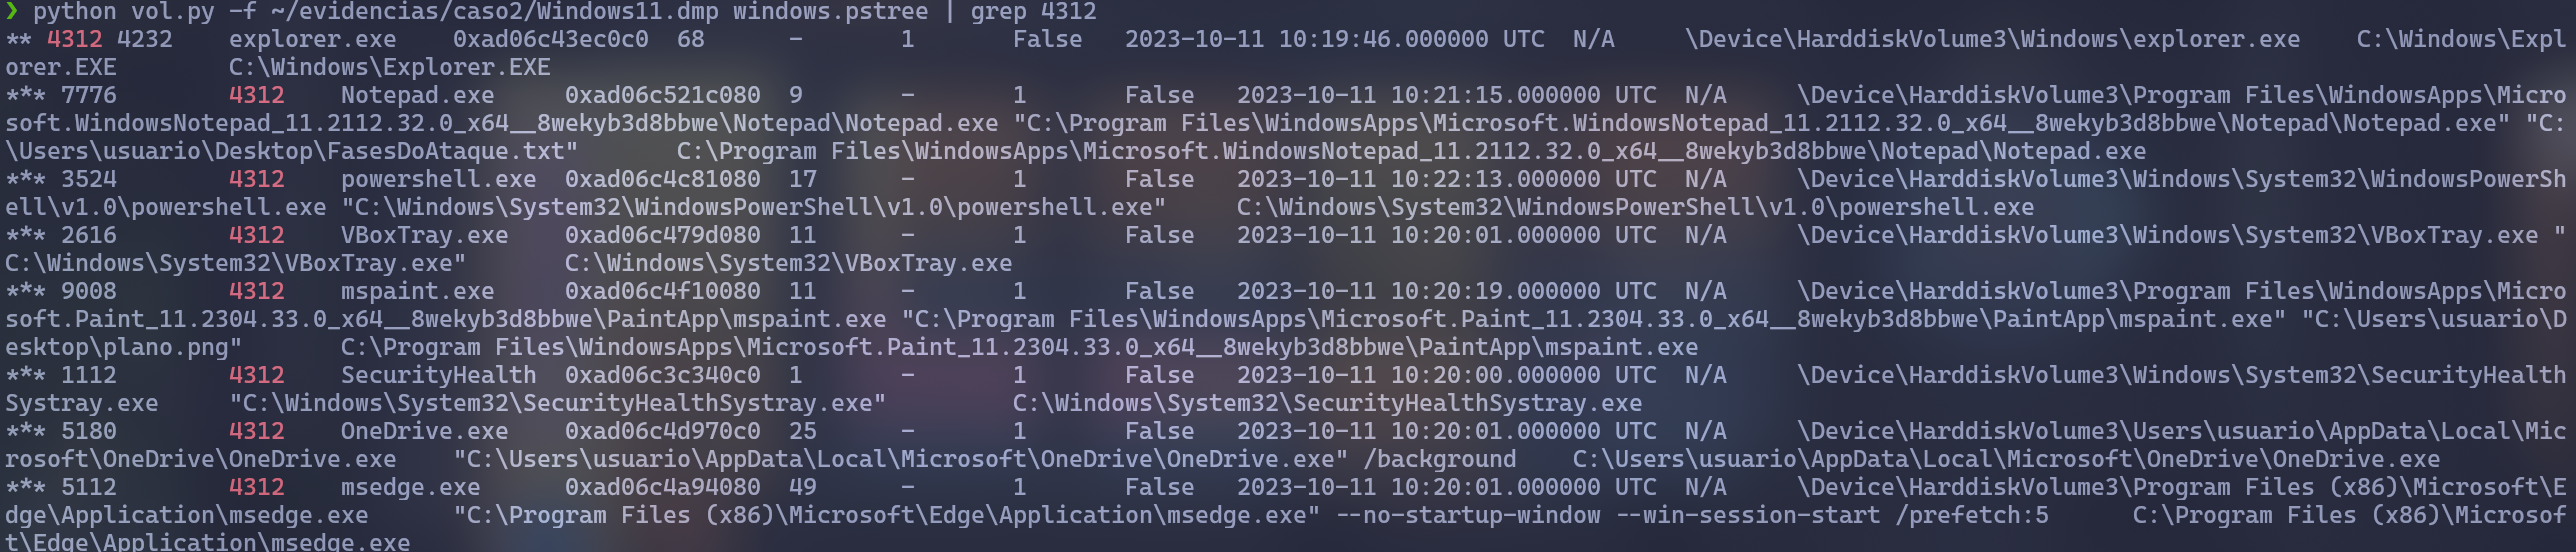 ❯ python vol.py -f ~/evidencias/caso2/Windows11.dmp windows.pstree | grep 4312
** 4312 4232    explorer.exe    0xad06c43ec0c0  68      -       1       False   2023-10-11 10:19:46.000000 UTC  N/A     \Device\HarddiskVolume3\Windows\explorer.exe    C:\Windows\Expl
orer.EXE        C:\Windows\Explorer.EXE
*** 7776        4312    Notepad.exe     0xad06c521c080  9       -       1       False   2023-10-11 10:21:15.000000 UTC  N/A     \Device\HarddiskVolume3\Program Files\WindowsApps\Micro
soft.WindowsNotepad_11.2112.32.0_x64__8wekyb3d8bbwe\Notepad\Notepad.exe "C:\Program Files\WindowsApps\Microsoft.WindowsNotepad_11.2112.32.0_x64__8wekyb3d8bbwe\Notepad\Notepad.exe" "C:
\Users\usuario\Desktop\FasesDoAtaque.txt"       C:\Program Files\WindowsApps\Microsoft.WindowsNotepad_11.2112.32.0_x64__8wekyb3d8bbwe\Notepad\Notepad.exe
*** 3524        4312    powershell.exe  0xad06c4c81080  17      -       1       False   2023-10-11 10:22:13.000000 UTC  N/A     \Device\HarddiskVolume3\Windows\System32\WindowsPowerSh
ell\v1.0\powershell.exe "C:\Windows\System32\WindowsPowerShell\v1.0\powershell.exe"     C:\Windows\System32\WindowsPowerShell\v1.0\powershell.exe
*** 2616        4312    VBoxTray.exe    0xad06c479d080  11      -       1       False   2023-10-11 10:20:01.000000 UTC  N/A     \Device\HarddiskVolume3\Windows\System32\VBoxTray.exe "
C:\Windows\System32\VBoxTray.exe"       C:\Windows\System32\VBoxTray.exe
*** 9008        4312    mspaint.exe     0xad06c4f10080  11      -       1       False   2023-10-11 10:20:19.000000 UTC  N/A     \Device\HarddiskVolume3\Program Files\WindowsApps\Micro
soft.Paint_11.2304.33.0_x64__8wekyb3d8bbwe\PaintApp\mspaint.exe "C:\Program Files\WindowsApps\Microsoft.Paint_11.2304.33.0_x64__8wekyb3d8bbwe\PaintApp\mspaint.exe" "C:\Users\usuario\D
esktop\plano.png"       C:\Program Files\WindowsApps\Microsoft.Paint_11.2304.33.0_x64__8wekyb3d8bbwe\PaintApp\mspaint.exe
*** 1112        4312    SecurityHealth  0xad06c3c340c0  1       -       1       False   2023-10-11 10:20:00.000000 UTC  N/A     \Device\HarddiskVolume3\Windows\System32\SecurityHealth
Systray.exe     "C:\Windows\System32\SecurityHealthSystray.exe"         C:\Windows\System32\SecurityHealthSystray.exe
*** 5180        4312    OneDrive.exe    0xad06c4d970c0  25      -       1       False   2023-10-11 10:20:01.000000 UTC  N/A     \Device\HarddiskVolume3\Users\usuario\AppData\Local\Mic
rosoft\OneDrive\OneDrive.exe    "C:\Users\usuario\AppData\Local\Microsoft\OneDrive\OneDrive.exe" /background    C:\Users\usuario\AppData\Local\Microsoft\OneDrive\OneDrive.exe
*** 5112        4312    msedge.exe      0xad06c4a94080  49      -       1       False   2023-10-11 10:20:01.000000 UTC  N/A     \Device\HarddiskVolume3\Program Files (x86)\Microsoft\E
dge\Application\msedge.exe      "C:\Program Files (x86)\Microsoft\Edge\Application\msedge.exe" --no-startup-window --win-session-start /prefetch:5      C:\Program Files (x86)\Microsof
t\Edge\Application\msedge.exe